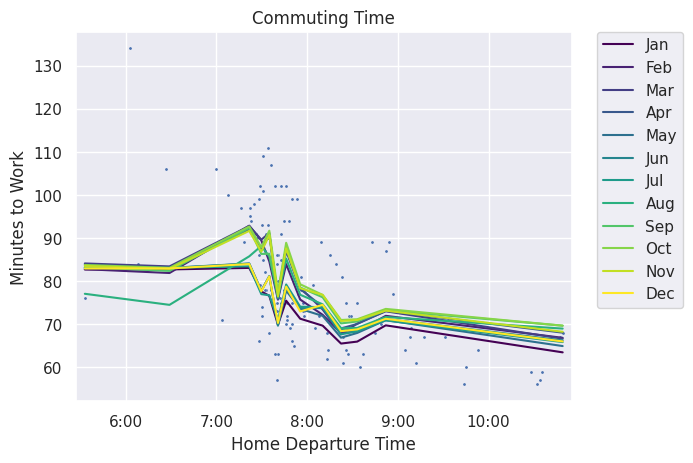 Commuting Time
Minutes to Work
130
120
110
100
90
80
70
60
6:00
7:00
8:00
9:00
10:00
Home Departure Time
Jan
Feb
Mar
Apr
May
Jun
Jul
Aug
Sep
Oct
Nov
Dec